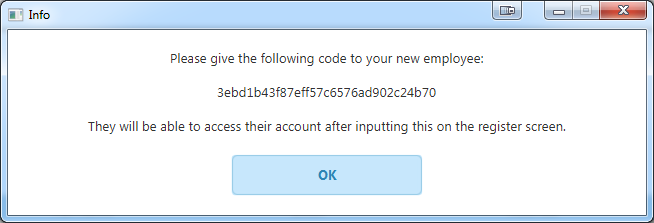 Info
Please give the following code to your new employee:
3ebd1b43f87eff57c6576ad902c24b70
They will be able to access their account after inputting this on the register screen.
OK